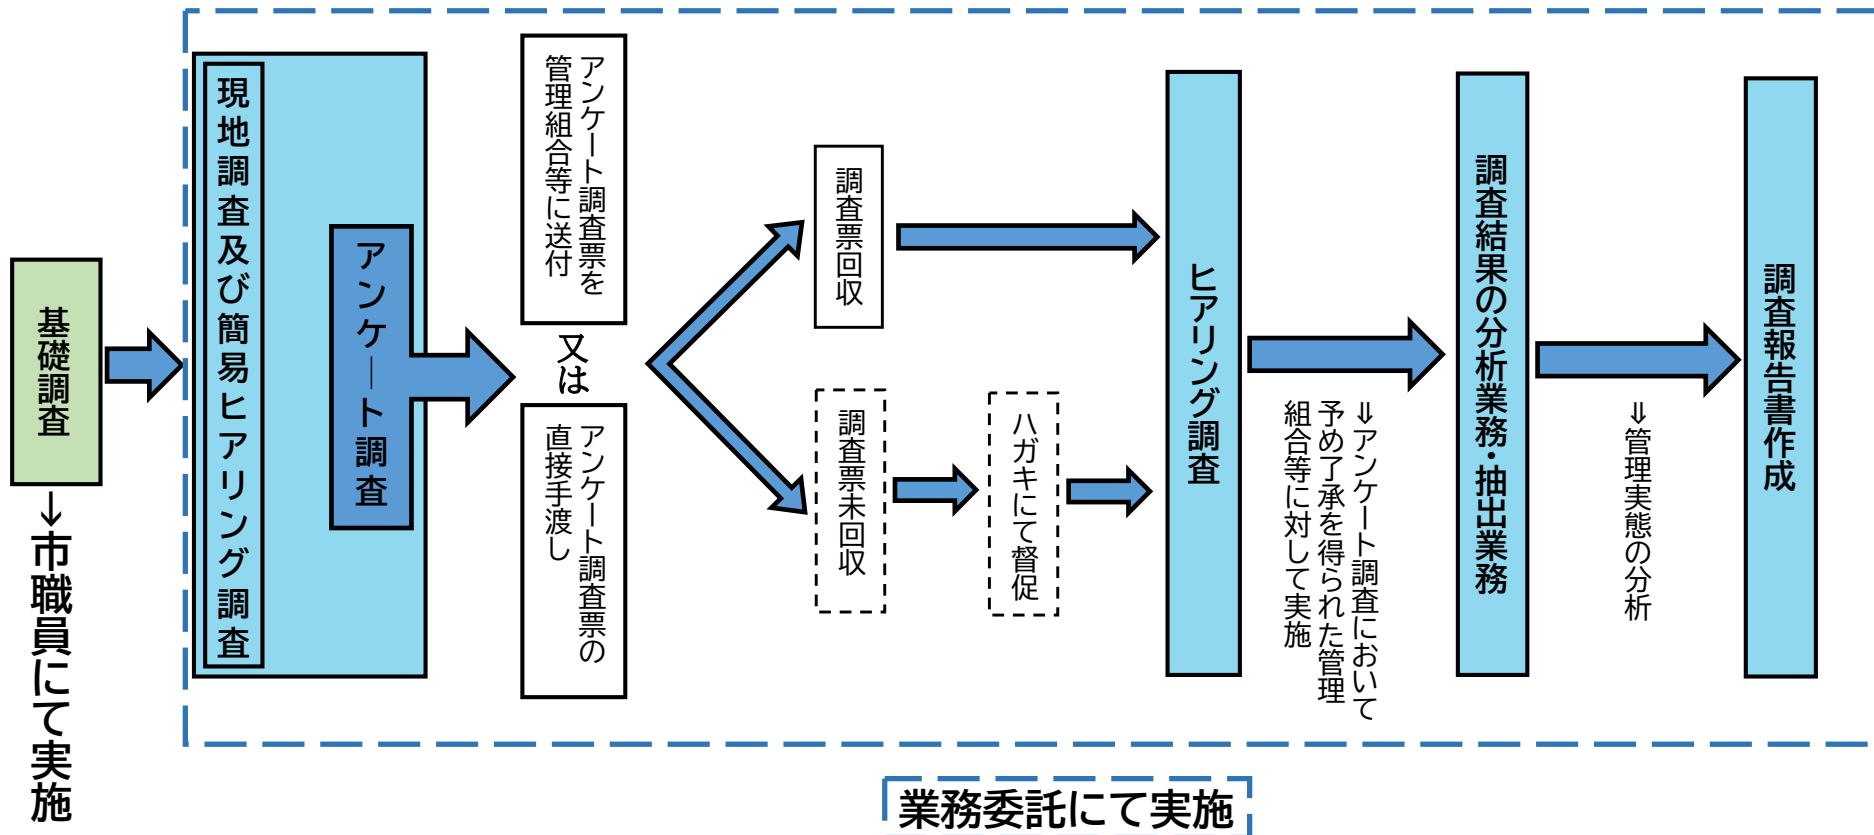 基礎調査
→市職員にて実施
現地調査及び簡易ヒアリング調査
アンケート調査
アンケート調査票を
管理組合等に送付
又は
アンケート調査票の
直接手渡し
調査票回収
調査票未回収
ハガキにて督促
ヒアリング調査
⇒アンケート調査において
予め了承を得られた管理
組合等に対して実施
調査結果の分析業務・抽出業務
⇒管理実態の分析
調査報告書作成
業務委託にて実施